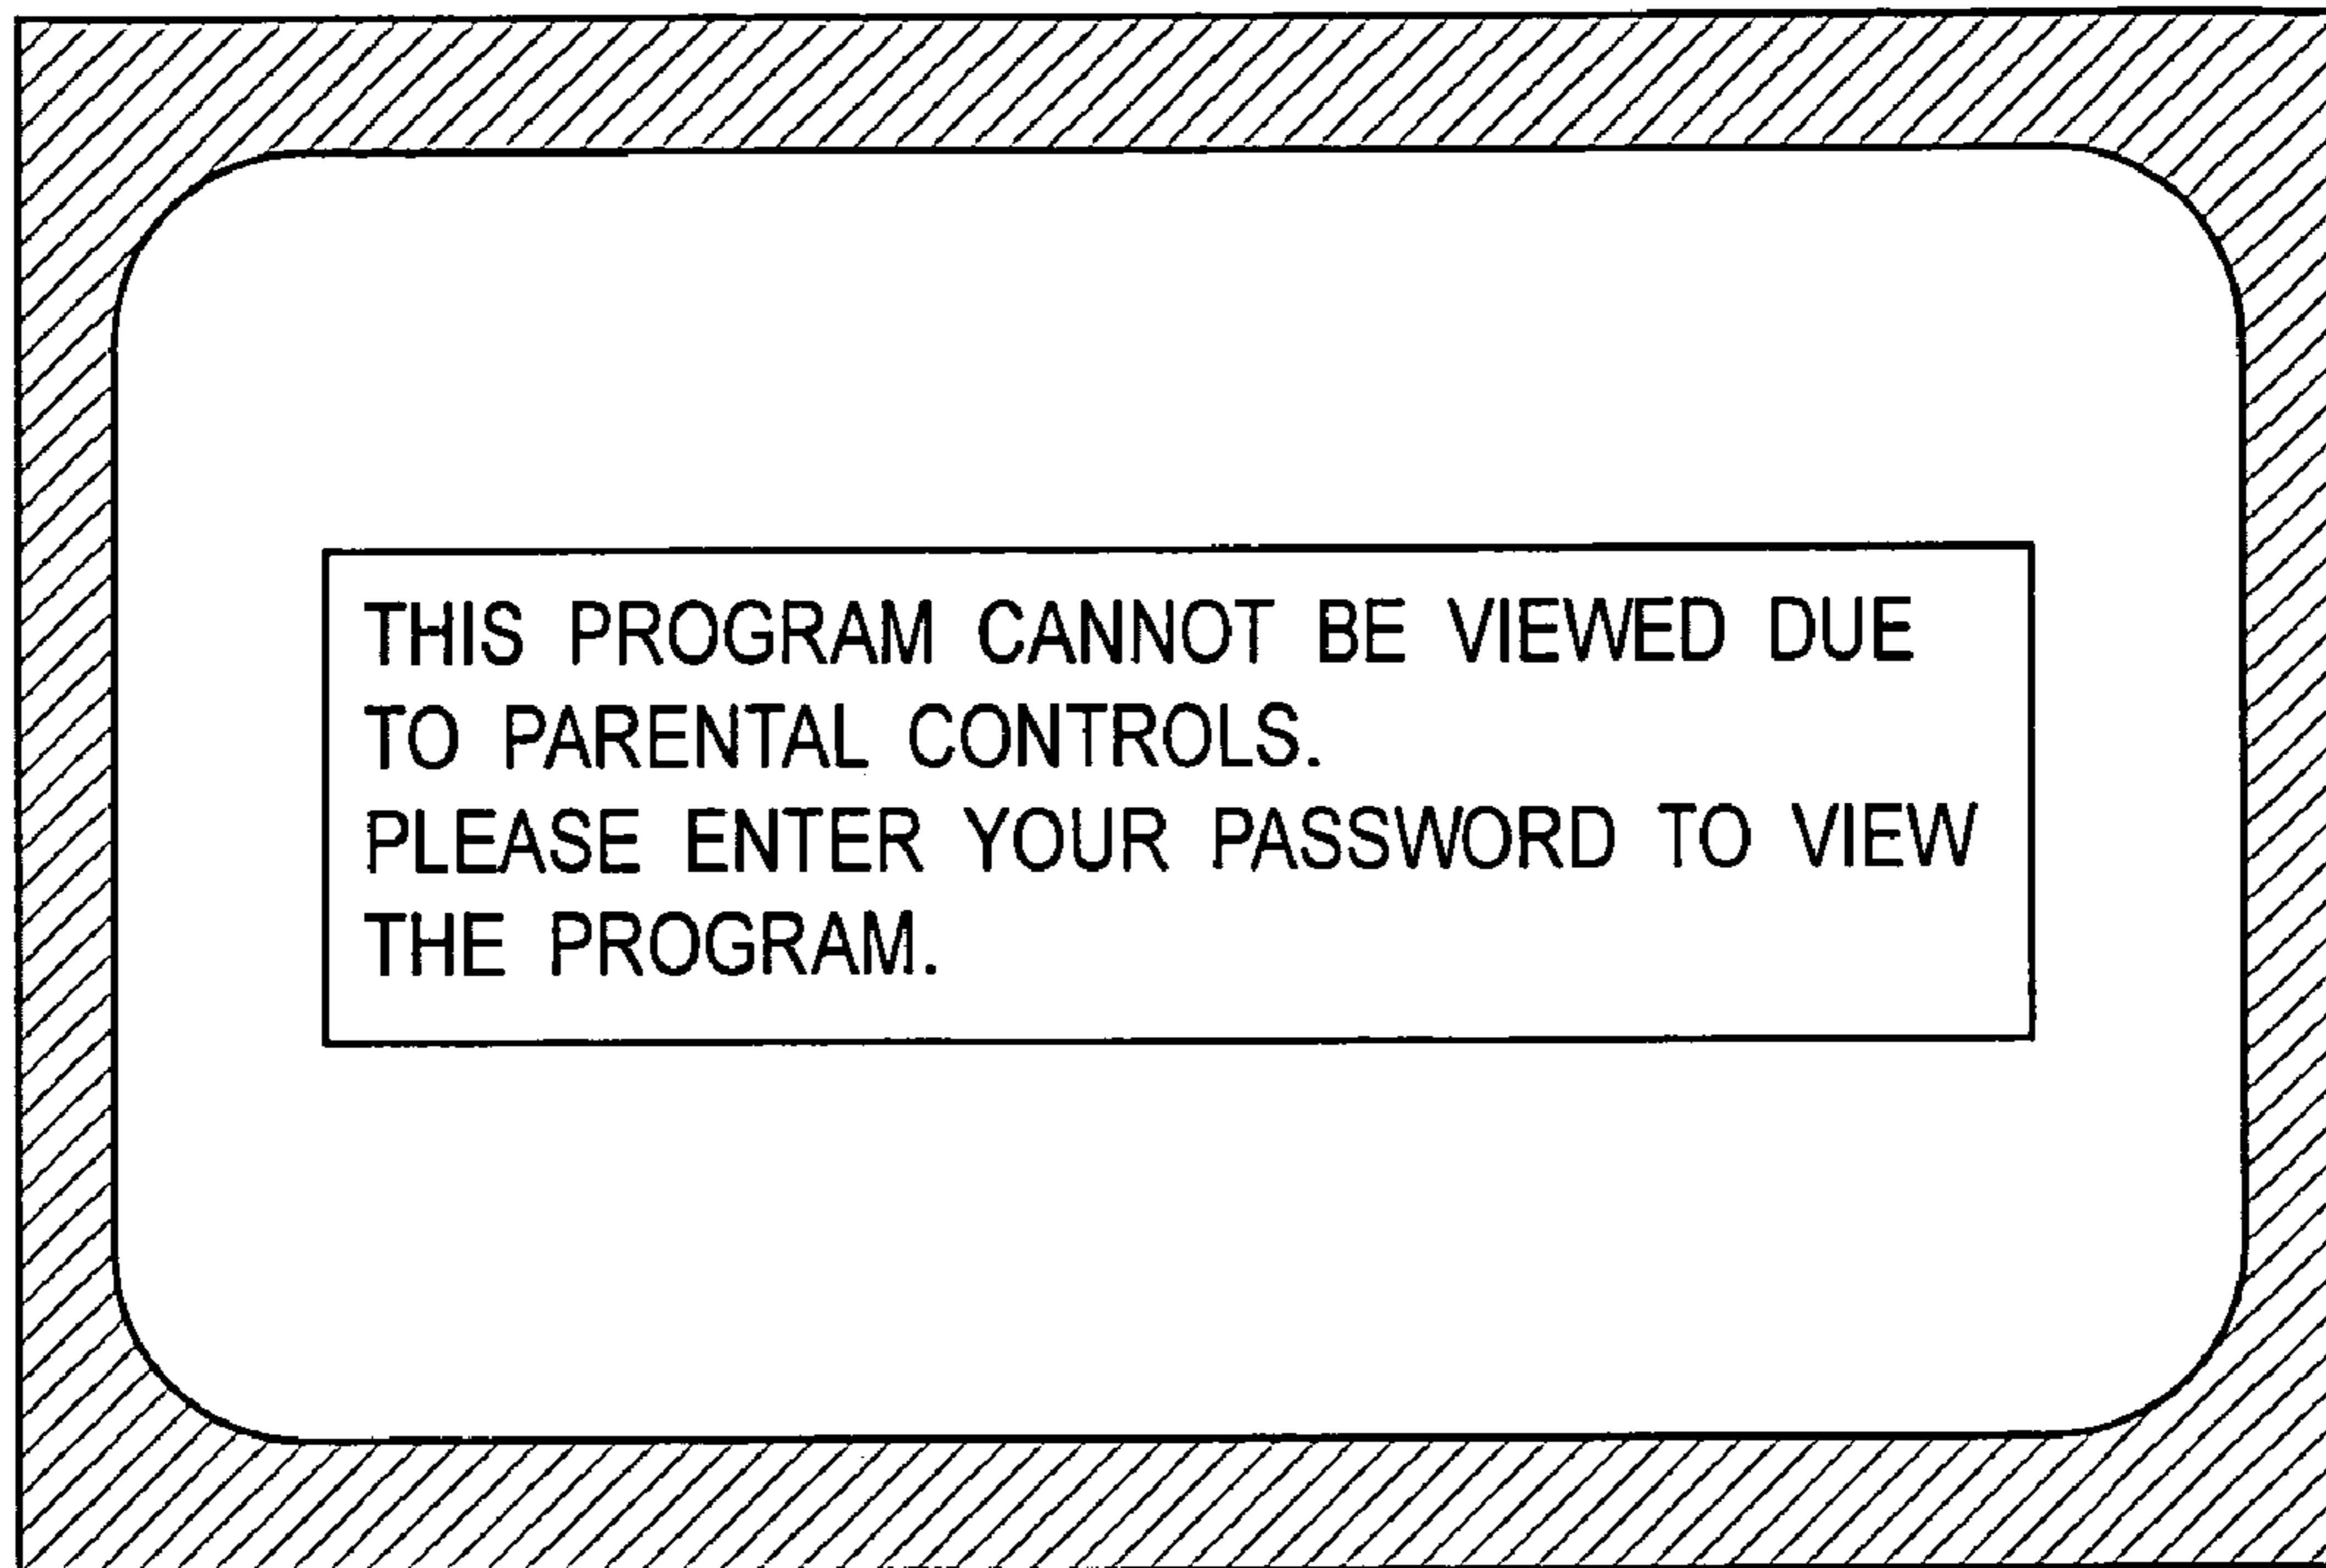 THIS PROGRAM CANNOT BE VIEWED DUE
TO PARENTAL CONTROLS.
PLEASE ENTER YOUR PASSWORD TO VIEW
THE PROGRAM.